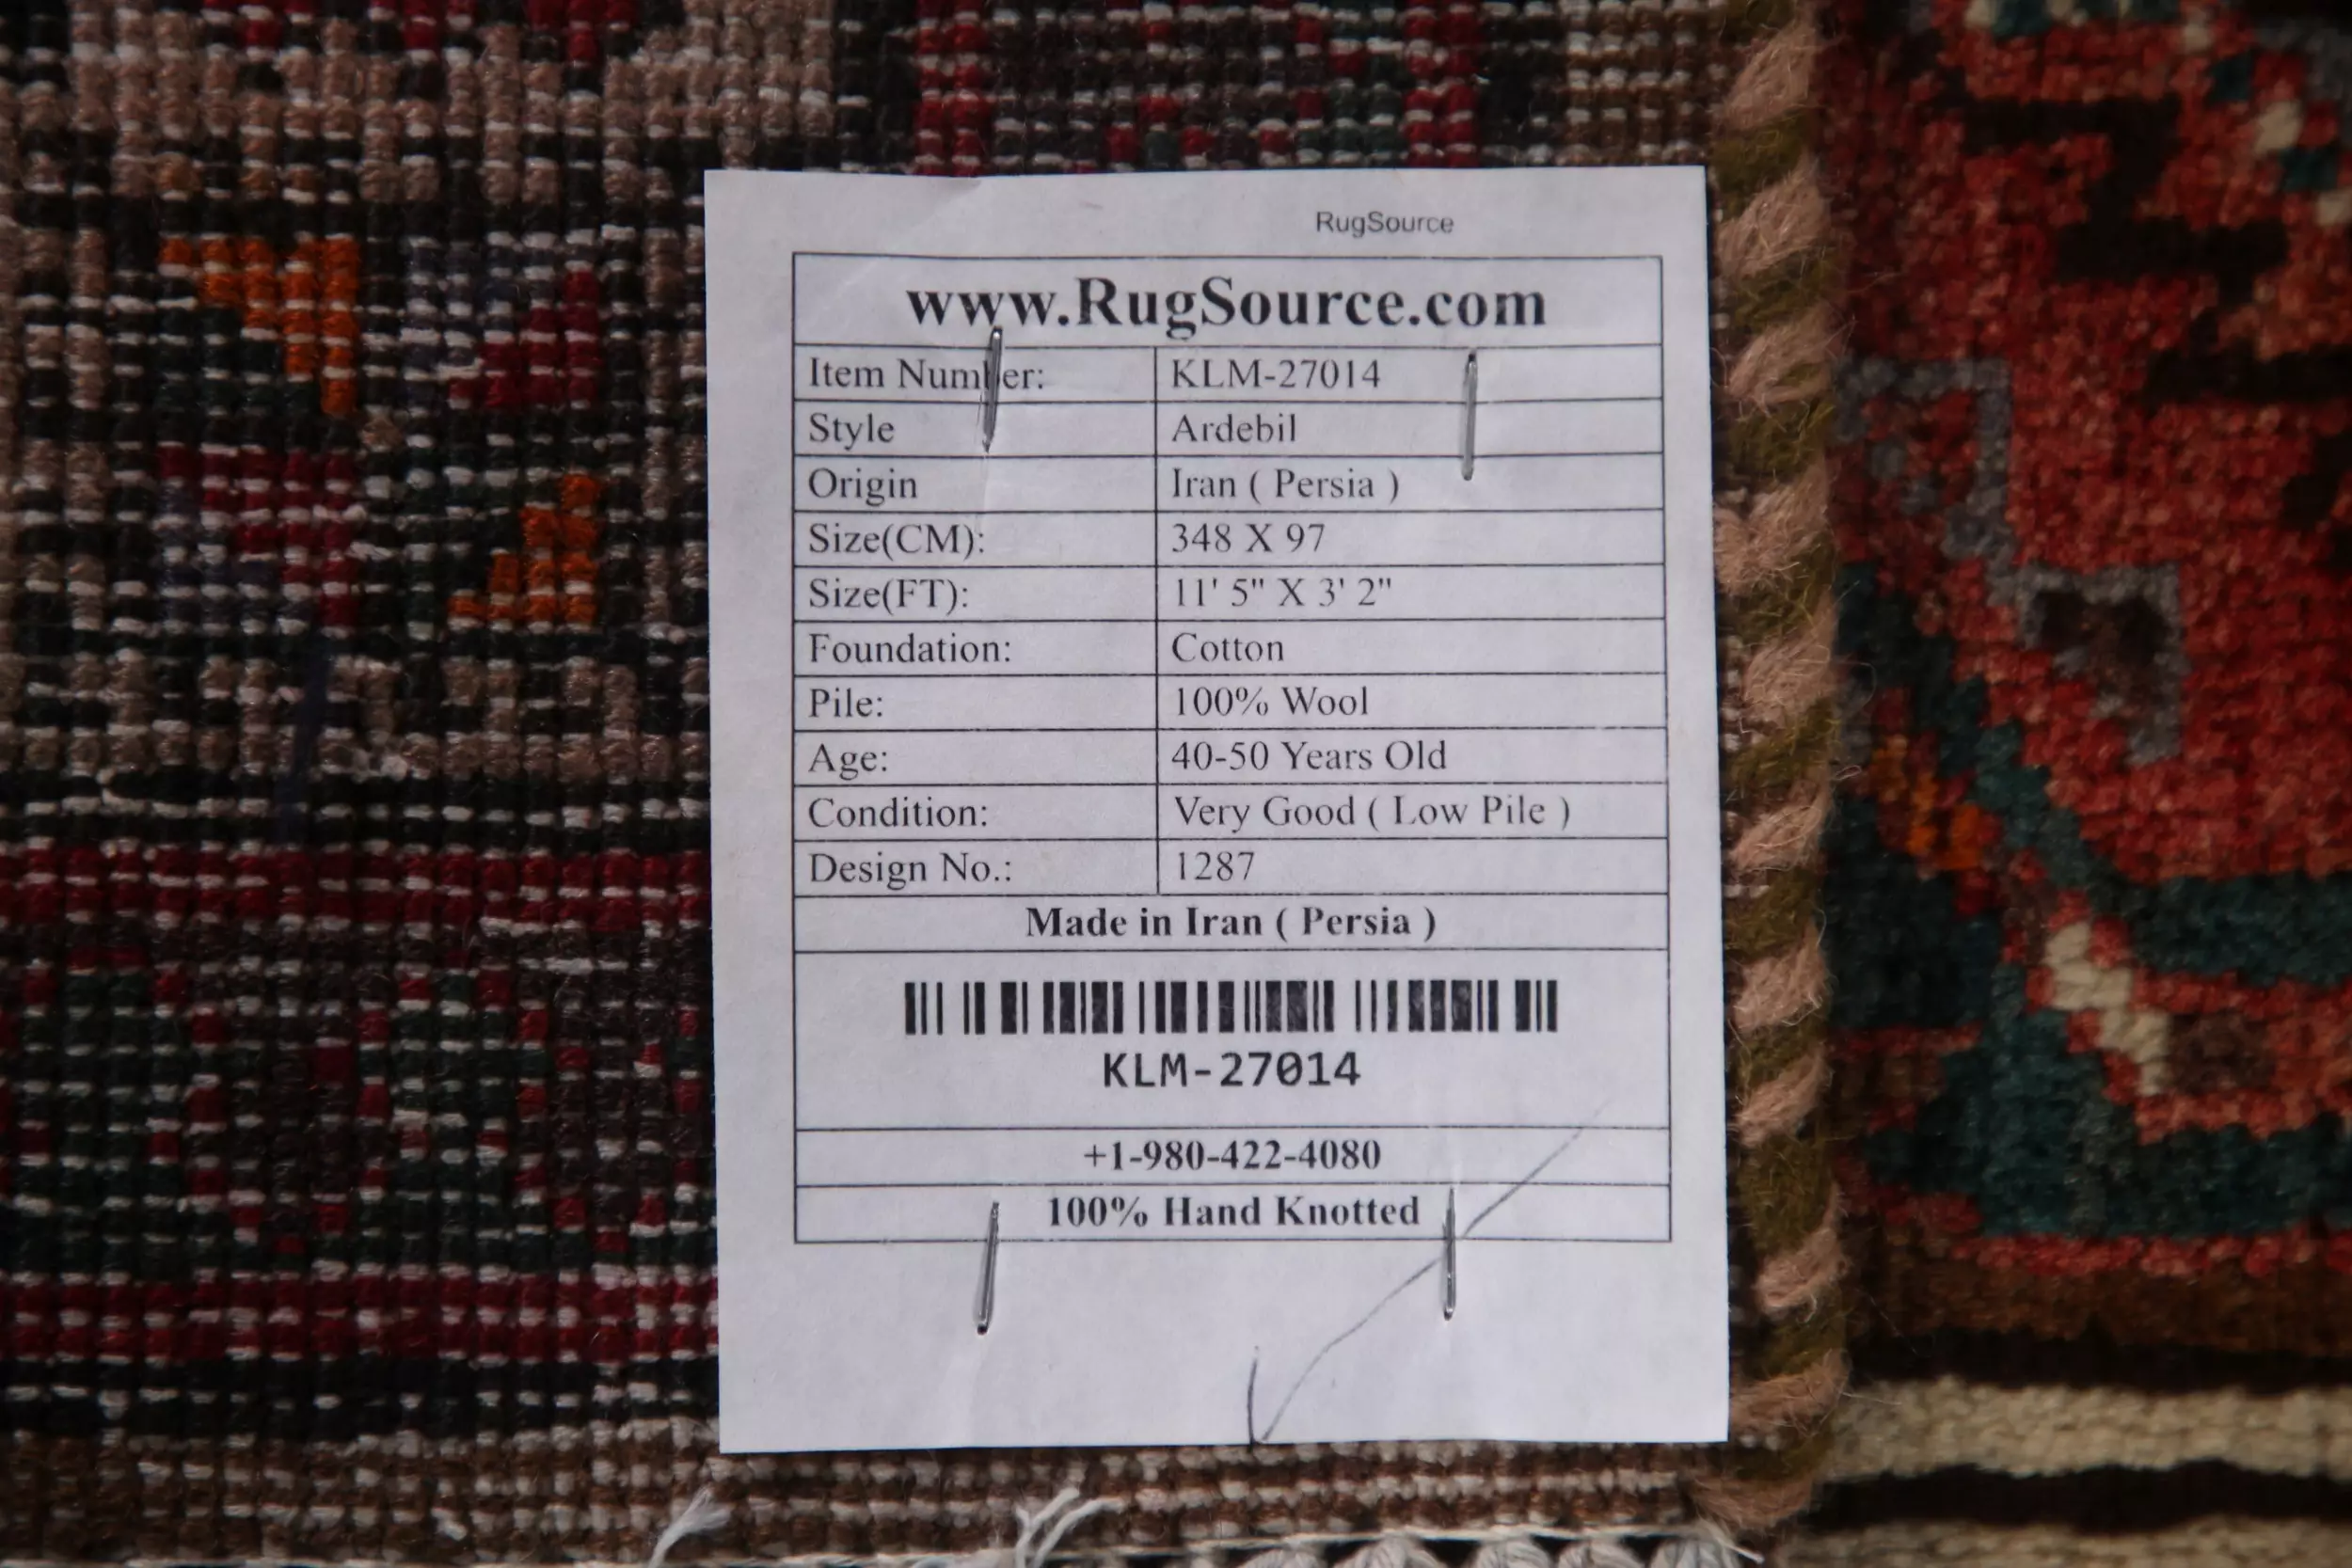 RugSource
www.RugSource.com
Item Number: KLM-27014
Style Ardebil
Origin Iran ( Persia )
Size(CM): 348 X 97
Size(FT): 11' 5" X 3' 2"
Foundation: Cotton
Pile: 100% Wool
Age: 40-50 Years Old
Condition: Very Good ( Low Pile )
Design No.: 1287
Made in Iran ( Persia )
KLM-27014
+1-980-422-4080
100% Hand Knotted